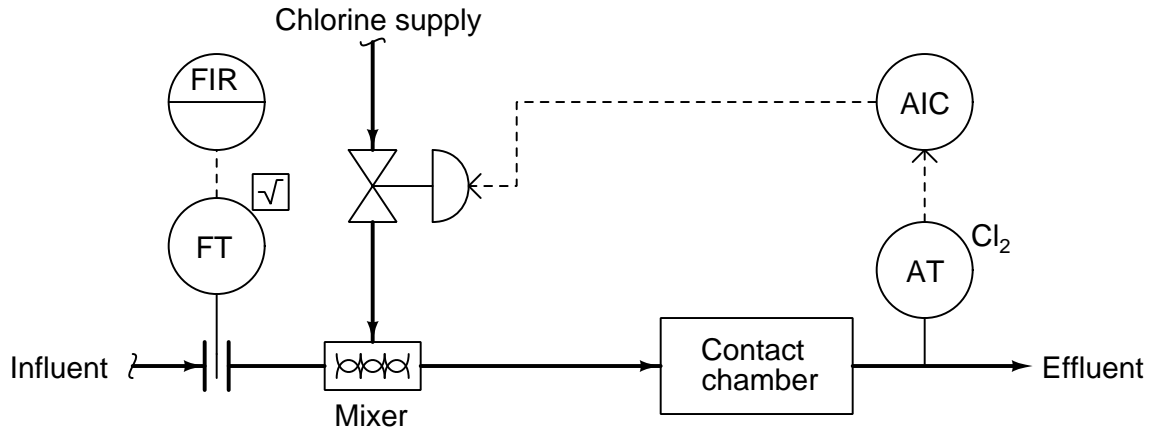 Chlorine supply
FIR
AIC
√
FT
Cl₂
AT
Influent
Contact
chamber
Effluent
Mixer